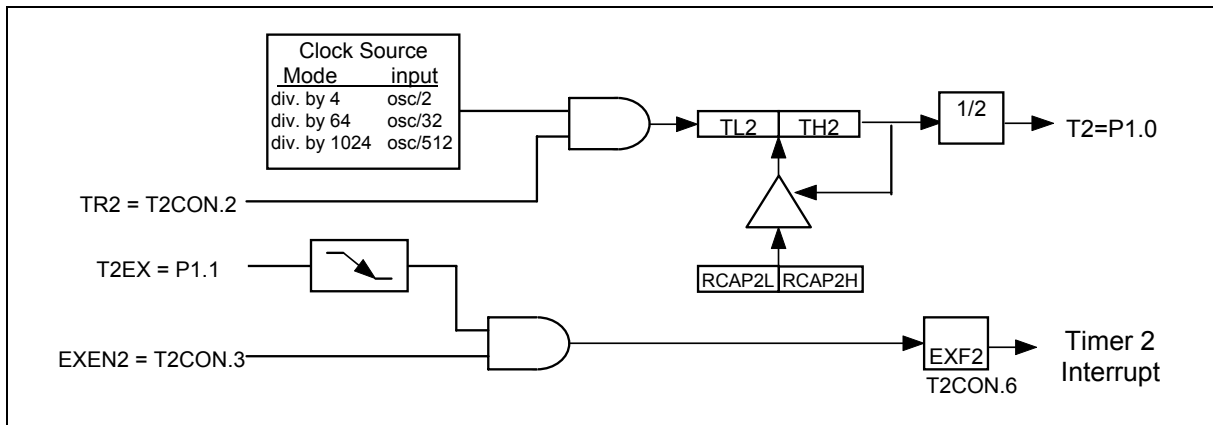 Clock Source
Mode input
div. by 4 osc/2
div. by 64 osc/32
div. by 1024 osc/512
TL2 TH2
1/2
T2=P1.0
TR2 = T2CON.2
T2EX = P1.1
RCAP2L RCAP2H
EXEN2 = T2CON.3
EXF2
T2CON.6
Timer 2
Interrupt